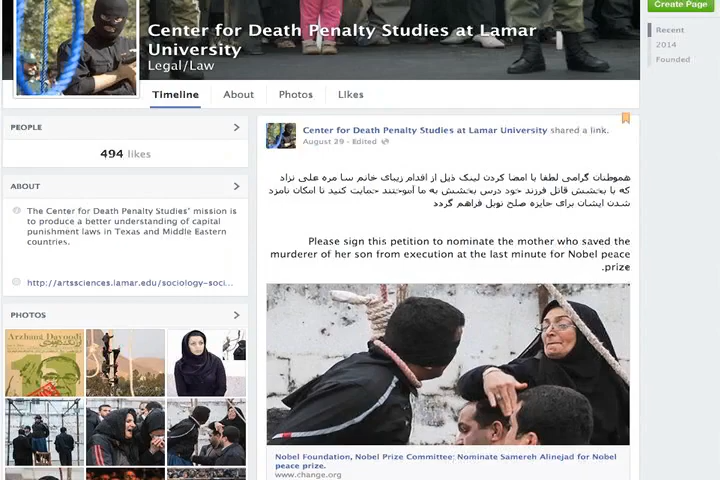 Create Page
Center for Death Penalty Studies at Lamar
University
Legal/Law
Recent
2014
Founded
Timeline
About
Photos
Likes
PEOPLE
494 likes
ABOUT
The Center for Death Penalty Studies' mission is
to produce a better understanding of capital
punishment laws in Texas and Middle Eastern
countries.
http://artssciences.lamar.edu/sociology-soci...
PHOTOS
Arzhang Davoodi
Center for Death Penalty Studies at Lamar University shared a link.
August 29 · Edited
هموطنان گرامی لطفا با امضا کردن لینک ذیل از اقدام زیبای خانم سا مره علی نژاد
که با بخشش قاتل فرزند خود درس بخشش به ما آموختند حمایت کنید تا امکان نامزد
شدن ایشان برای جایزه صلح نوبل فراهم گردد
Please sign this petition to nominate the mother who saved the
murderer of her son from execution at the last minute for Nobel peace
.prize
Nobel Foundation, Nobel Prize Committee: Nominate Samereh Alinejad for Nobel
peace prize.
www.change.org